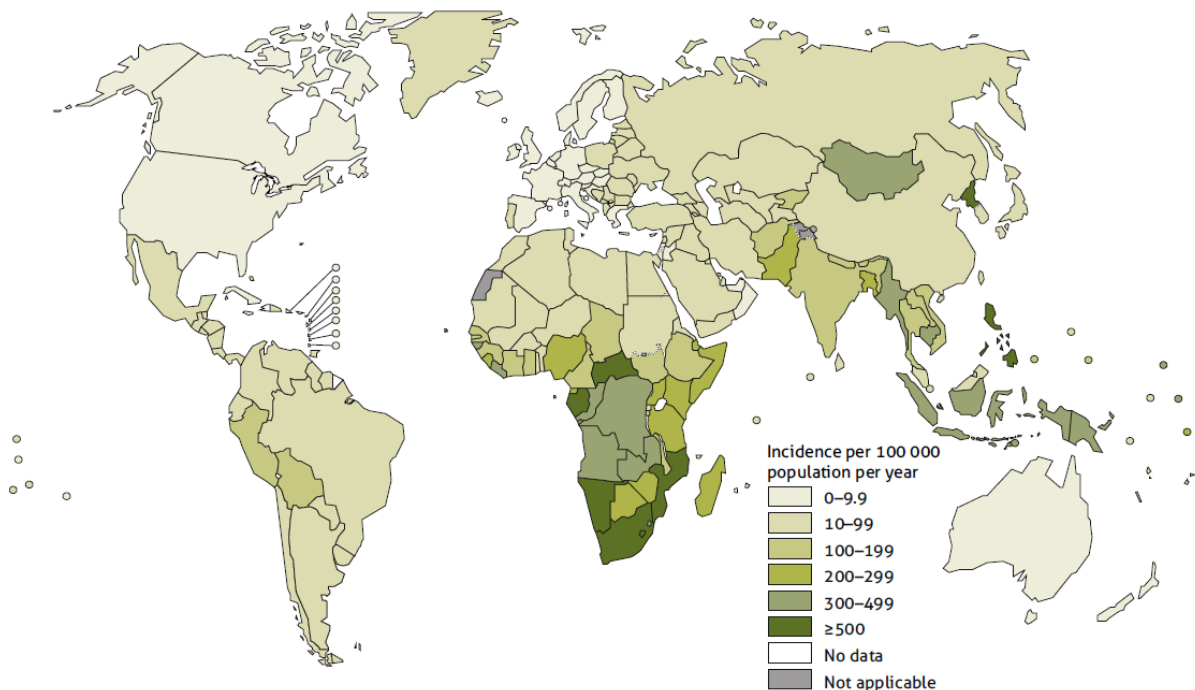 Incidence per 100 000
population per year
0–9.9
10–99
100–199
200–299
300–499
≥500
No data
Not applicable